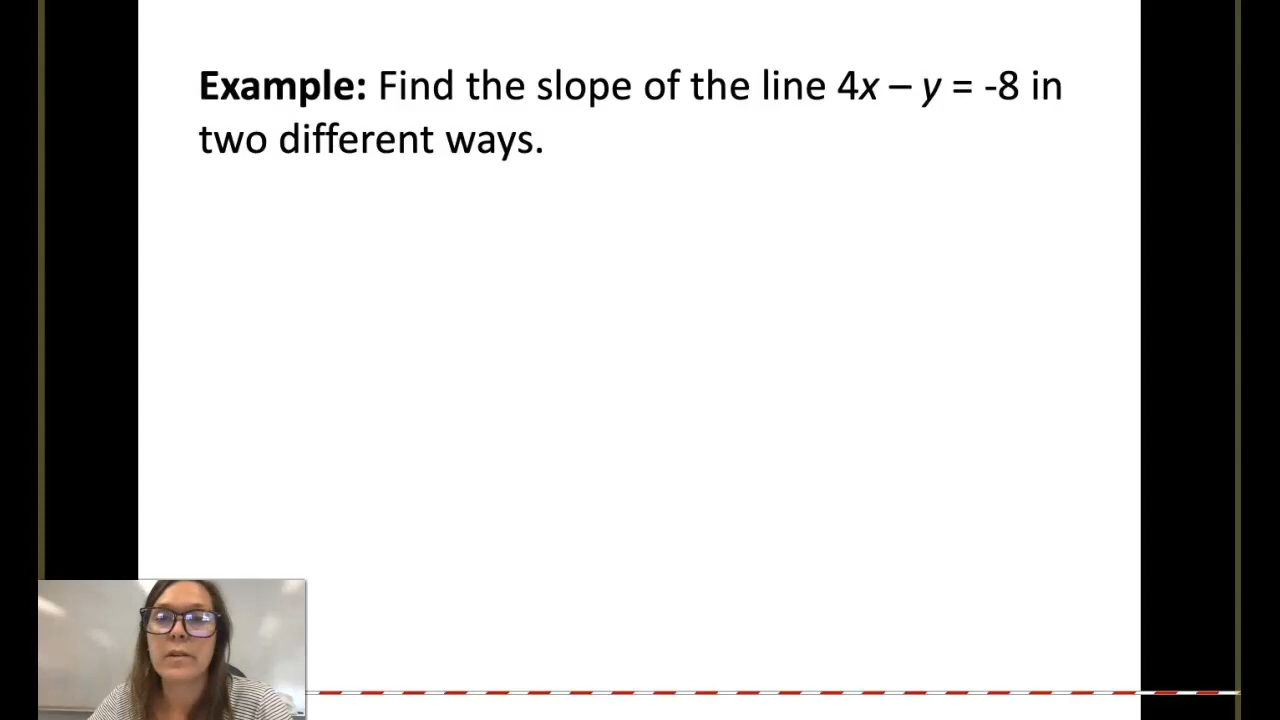 Example: Find the slope of the line 4x – y = -8 in
two different ways.